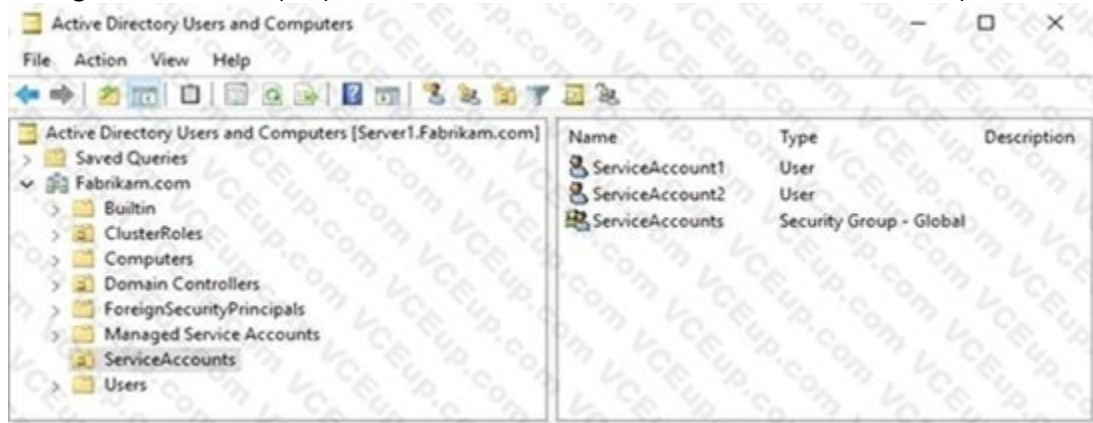 Active Directory Users and Computers
File Action View Help
Active Directory Users and Computers [Server1.Fabrikam.com]
Saved Queries
Fabrikam.com
Builtin
ClusterRoles
Computers
Domain Controllers
ForeignSecurityPrincipals
Managed Service Accounts
ServiceAccounts
Users
Name Type Description
ServiceAccount1 User
ServiceAccount2 User
ServiceAccounts Security Group - Global
VCEup.com